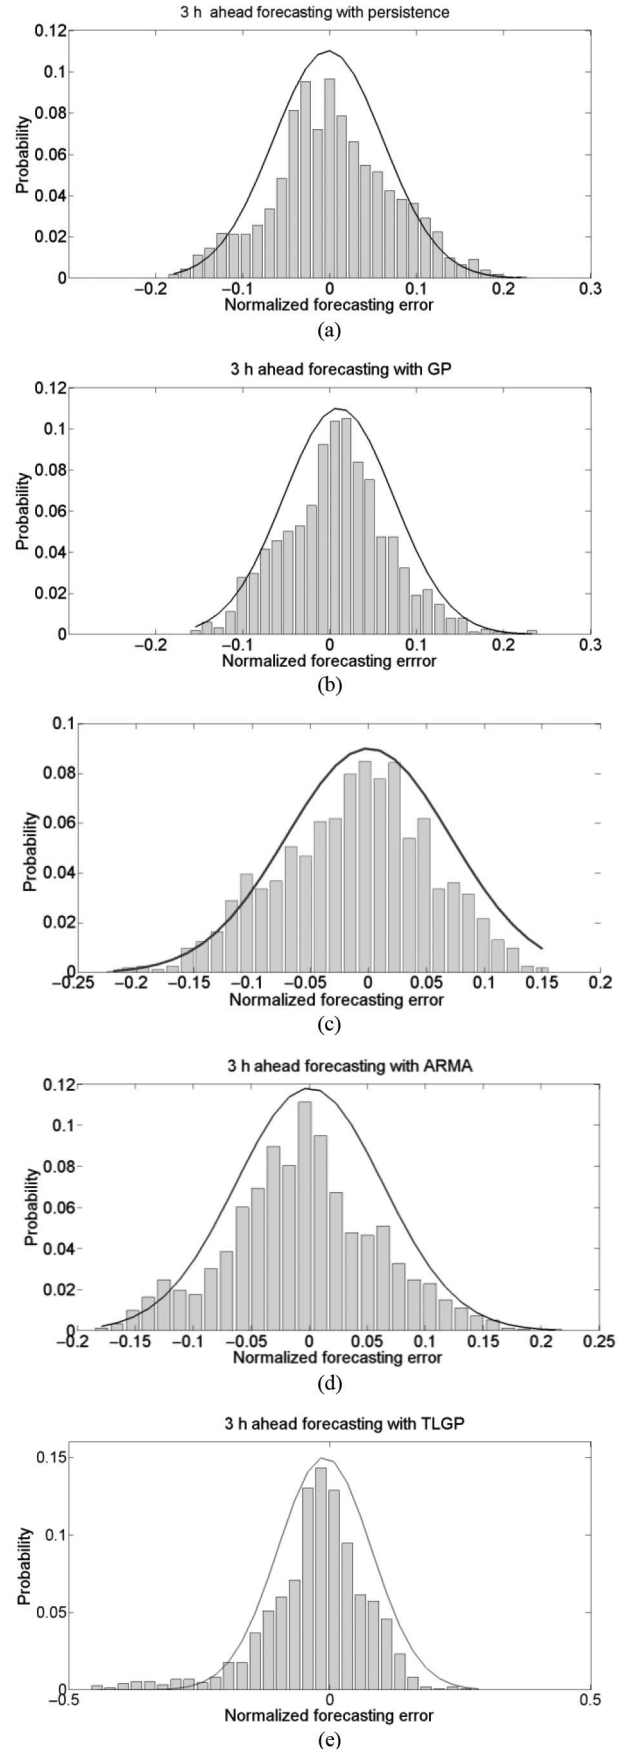 3 h ahead forecasting with persistence
0.12
0.1
0.08
0.06
0.04
0.02
0
Probability
−0.2 −0.1 0 0.1 0.2 0.3
Normalized forecasting error
(a)
3 h ahead forecasting with GP
0.12
0.1
0.08
0.06
0.04
0.02
0
Probability
−0.2 −0.1 0 0.1 0.2 0.3
Normalized forecasting errror
(b)
0.1
0.08
0.06
0.04
0.02
0
Probability
−0.25 −0.2 −0.15 −0.1 −0.05 0 0.05 0.1 0.15 0.2
Normalized forecasting error
(c)
3 h ahead forecasting with ARMA
0.12
0.1
0.08
0.06
0.04
0.02
0
Probability
−0.2 −0.15 −0.1 −0.05 0 0.05 0.1 0.15 0.2 0.25
Normalized forecasting error
(d)
3 h ahead forecasting with TLGP
0.15
0.1
0.05
0
Probability
−0.5 0 0.5
Normalized forecasting error
(e)